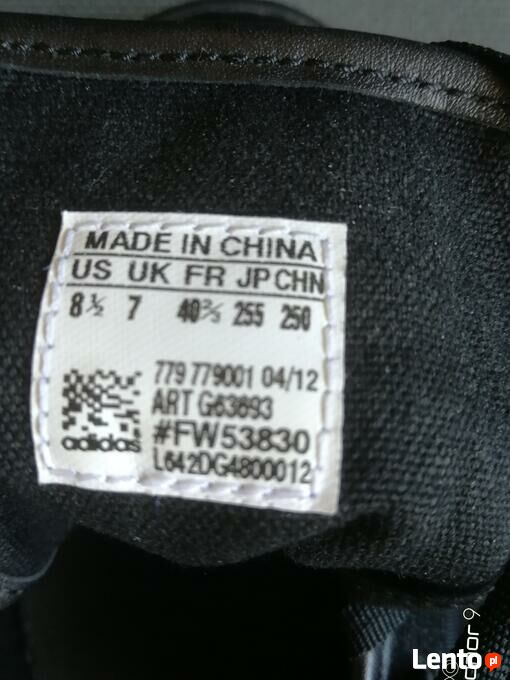 MADE IN CHINA
US UK FR JP CHN
8½ 7 40⅔ 255 250
779 779001 04/12
ART G63893
#FW53830
adidas
L642DG4800012
Lento.pl